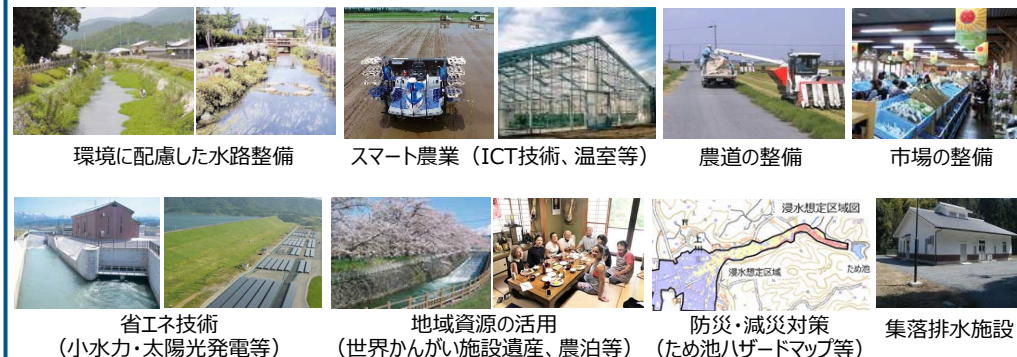 環境に配慮した水路整備
スマート農業（ICT技術、温室等）
農道の整備
市場の整備
浸水想定区域図
浸水想定区域
ため池
省エネ技術
（小水力・太陽光発電等）
地域資源の活用
（世界かんがい施設遺産、農泊等）
防災・減災対策
（ため池ハザードマップ等）
集落排水施設